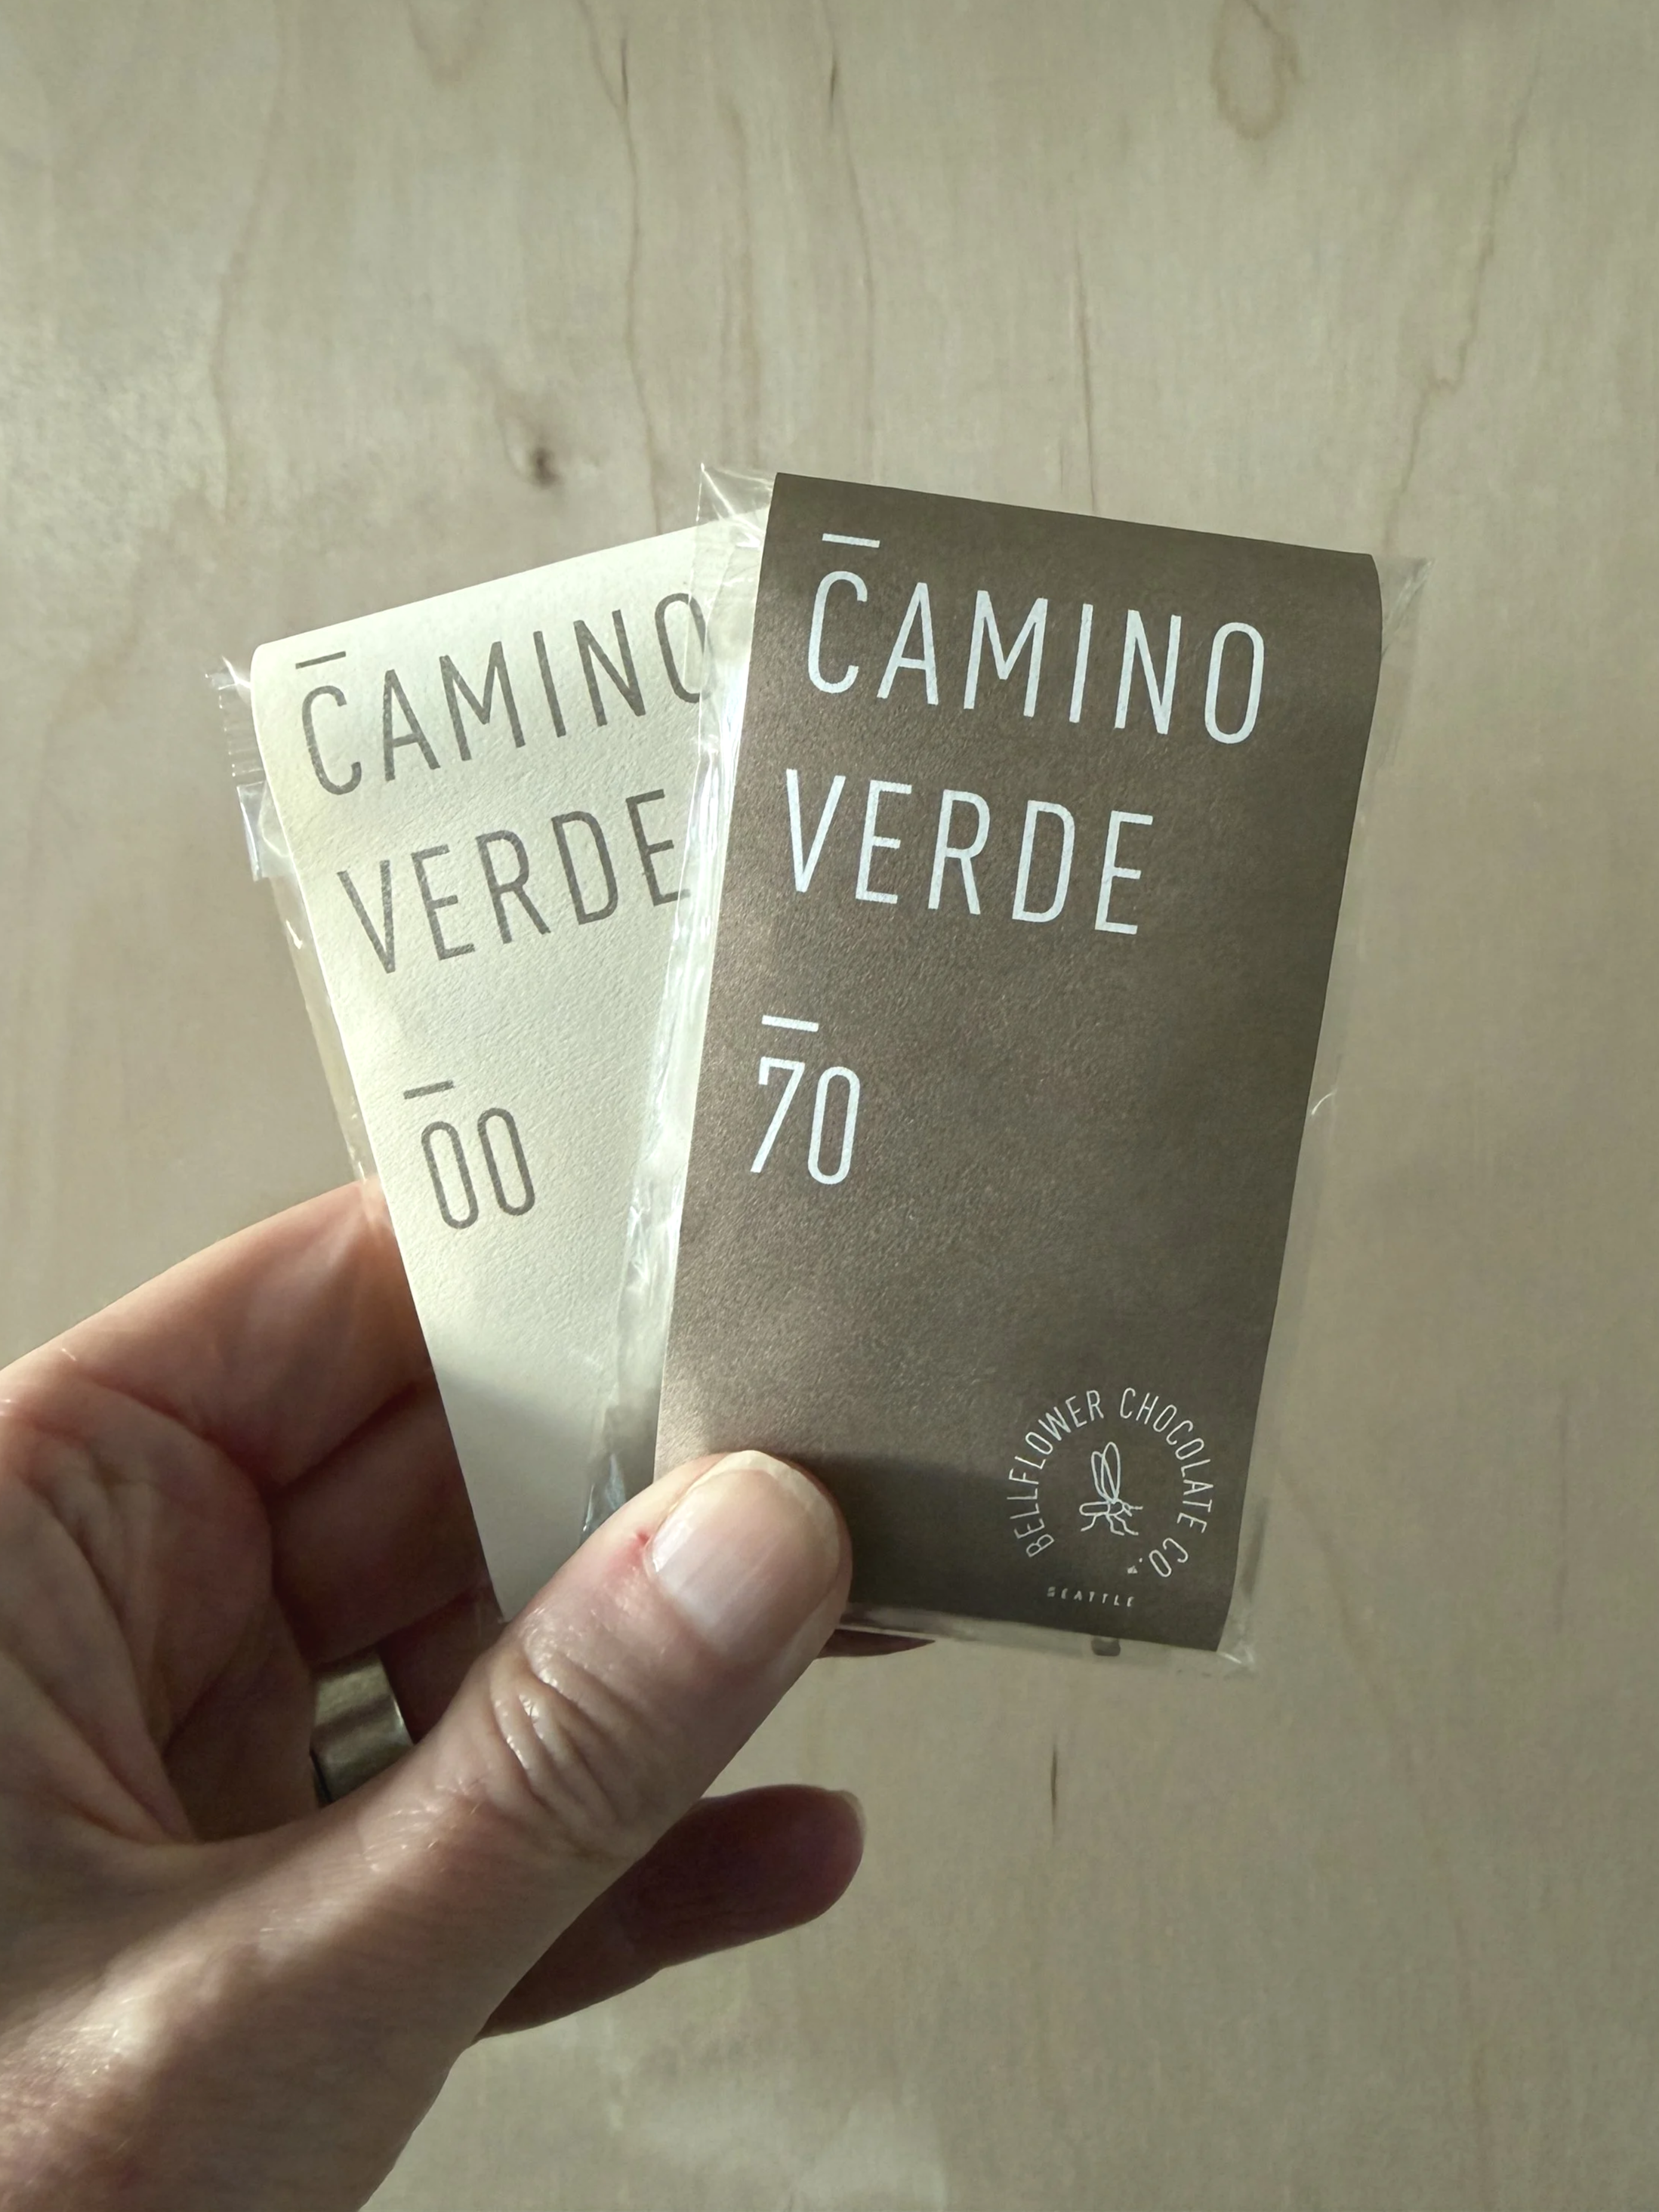 CAMINO
VERDE
00
CAMINO
VERDE
70
BELLFLOWER CHOCOLATE CO.
SEATTLE